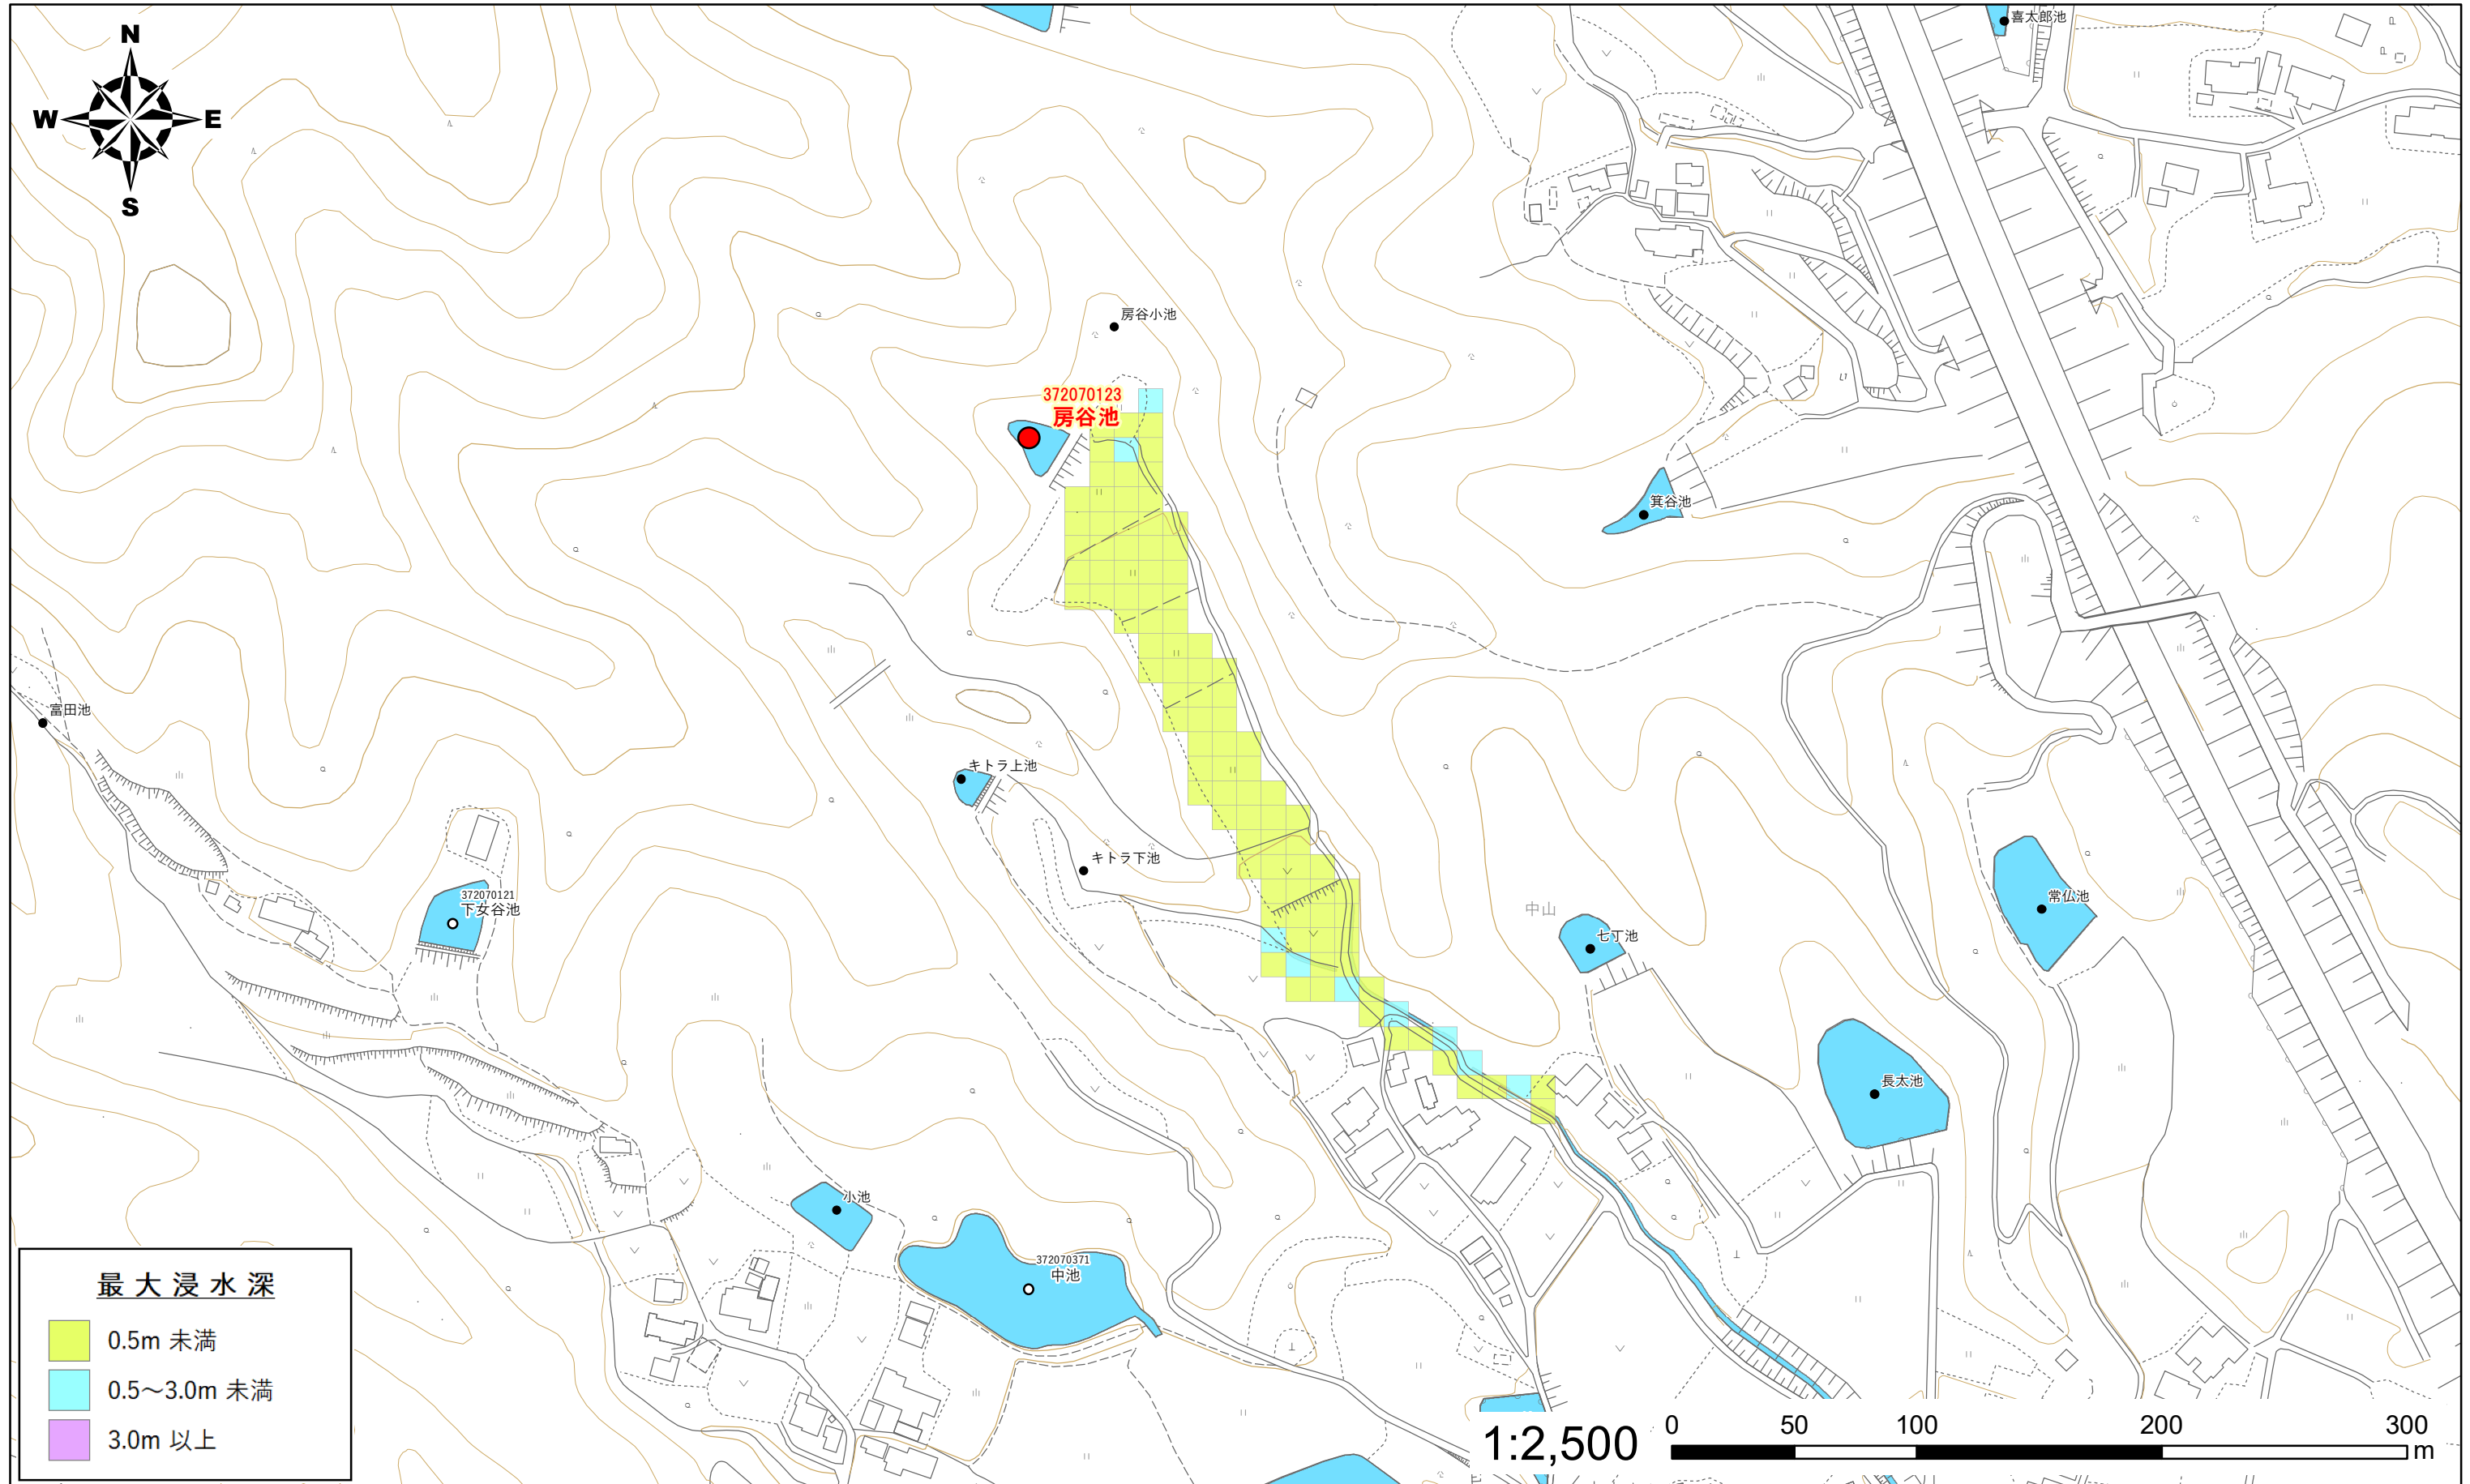 N
W
E
S
喜太郎池
房谷小池
372070123
房谷池
箕谷池
富田池
キトラ上池
キトラ下池
372070121
下女谷池
中山
七丁池
常仏池
長太池
小池
372070371
中池
最大浸水深
0.5m 未満
0.5～3.0m 未満
3.0m 以上
1:2,500
0 50 100 200 300
m